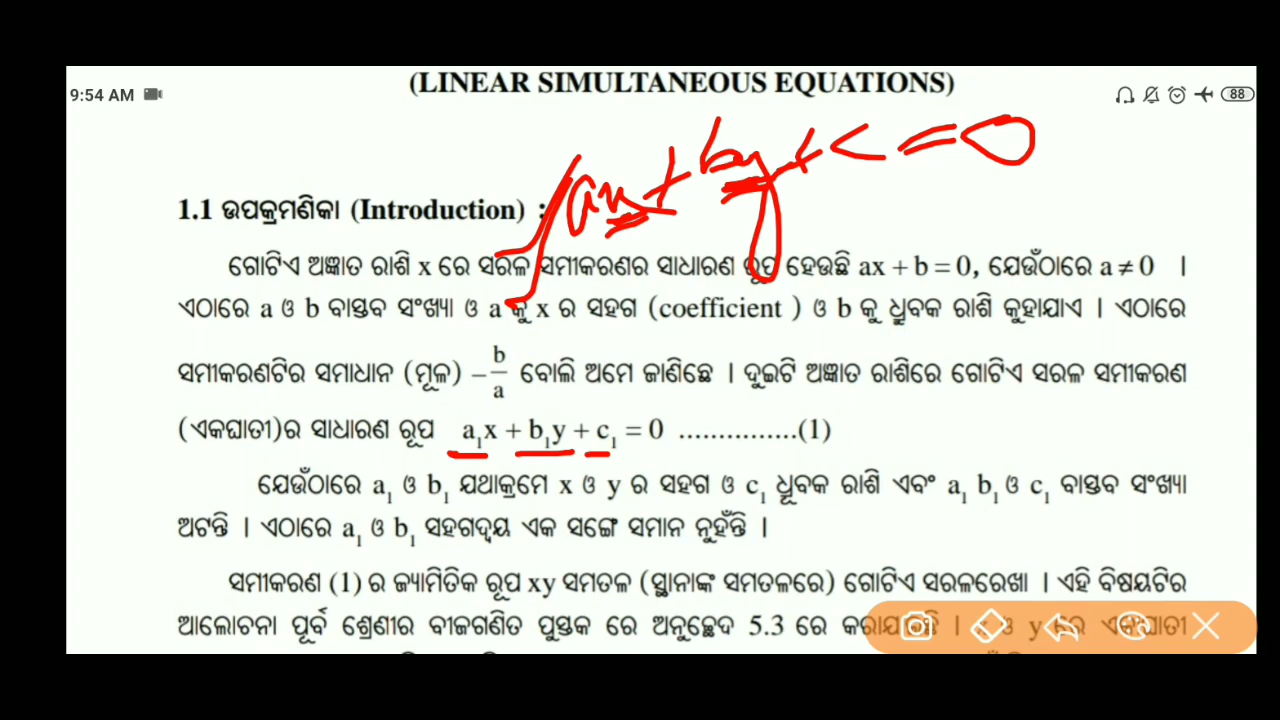 (LINEAR SIMULTANEOUS EQUATIONS)
9:54 AM
88
ax + by + c = 0
1.1 ଉପକ୍ରମଣିକା (Introduction) :
ଗୋଟିଏ ଅଜ୍ଞାତ ରାଶି x ରେ ସରଳ ସମୀକରଣର ସାଧାରଣ ରୂପ ହେଉଛି ax + b = 0, ଯେଉଁଠାରେ a ≠ 0 ।
ଏଠାରେ a ଓ b ବାସ୍ତବ ସଂଖ୍ୟା ଓ a କୁ x ର ସହଗ (coefficient ) ଓ b କୁ ଧ୍ରୁବକ ରାଶି କୁହାଯାଏ । ଏଠାରେ
ସମୀକରଣଟିର ସମାଧାନ (ମୂଳ) – b/a ବୋଲି ଅମେ ଜାଣିଛେ । ଦୁଇଟି ଅଜ୍ଞାତ ରାଶିରେ ଗୋଟିଏ ସରଳ ସମୀକରଣ
(ଏକଘାତୀ)ର ସାଧାରଣ ରୂପ a₁x + b₁y + c₁ = 0 ...............(1)
ଯେଉଁଠାରେ a₁ ଓ b₁ ଯଥାକ୍ରମେ x ଓ y ର ସହଗ ଓ c₁ ଧ୍ରୁବକ ରାଶି ଏବଂ a₁ b₁ ଓ c₁ ବାସ୍ତବ ସଂଖ୍ୟା
ଅଟନ୍ତି । ଏଠାରେ a₁ ଓ b₁ ସହଗଦ୍ୱୟ ଏକ ସଙ୍ଗେ ସମାନ ନୁହଁନ୍ତି ।
ସମୀକରଣ (1) ର ଜ୍ୟାମିତିକ ରୂପ xy ସମତଳ (ସ୍ଥାନାଙ୍କ ସମତଳରେ) ଗୋଟିଏ ସରଳରେଖା । ଏହି ବିଷୟଟିର
ଆଲୋଚନା ପୂର୍ବ ଶ୍ରେଣୀର ବୀଜଗଣିତ ପୁସ୍ତକ ରେ ଅନୁଚ୍ଛେଦ 5.3 ରେ । x ଓ y ରେ ଏକଘାତୀ